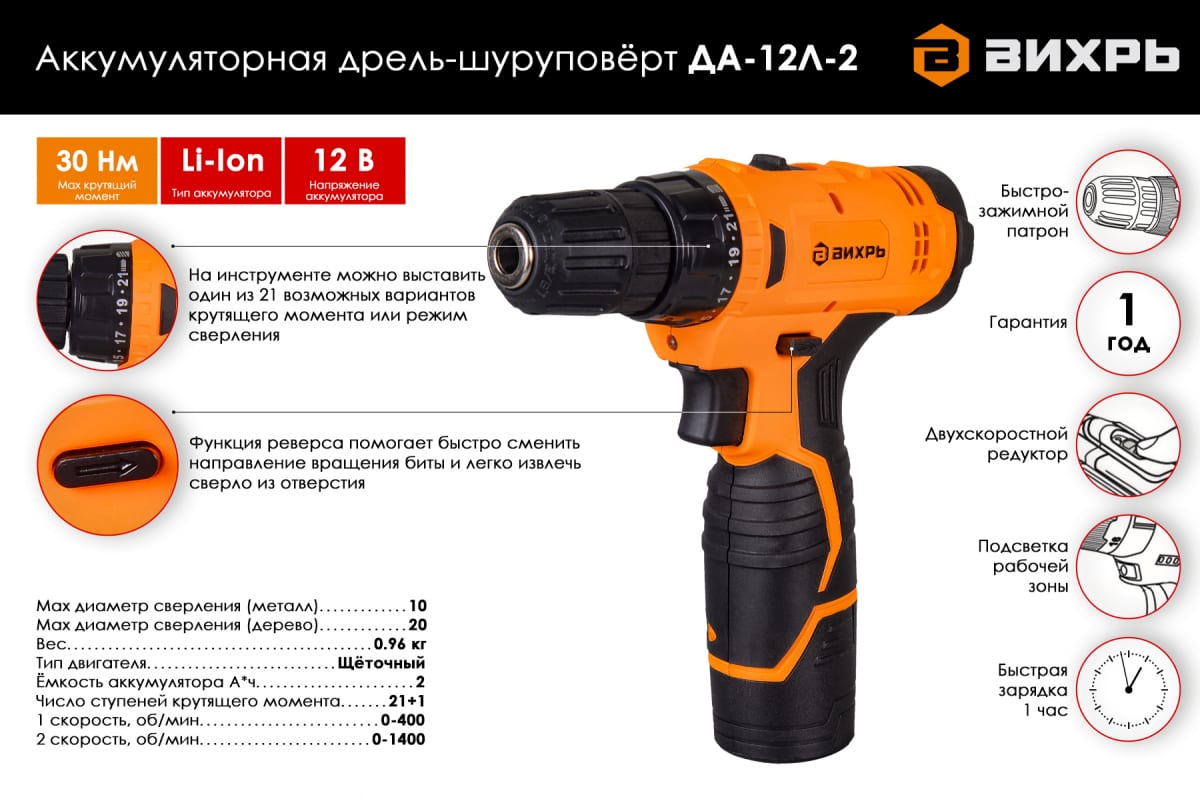 Аккумуляторная дрель-шуруповёрт ДА-12Л-2
В ВИХРЬ
30 Нм
Max крутящий
момент
Li-Ion
Тип аккумулятора
12 В
Напряжение
аккумулятора
На инструменте можно выставить
один из 21 возможных вариантов
крутящего момента или режим
сверления
15 • 17 • 19 • 21
Функция реверса помогает быстро сменить
направление вращения биты и легко извлечь
сверло из отверстия
17 • 19 • 21
В ВИХРЬ
Быстро-
зажимной
патрон
Гарантия
1
год
Двухскоростной
редуктор
Подсветка
рабочей
зоны
Быстрая
зарядка
1 час
Max диаметр сверления (металл)............10
Max диаметр сверления (дерево)............20
Вес............0.96 кг
Тип двигателя............Щёточный
Ёмкость аккумулятора А*ч............2
Число ступеней крутящего момента.......21+1
1 скорость, об/мин............0-400
2 скорость, об/мин............0-1400